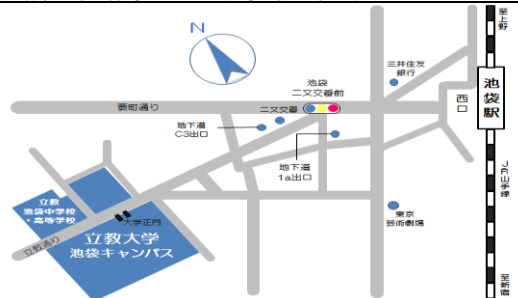 N
至上野
三井住友
銀行
池袋
二又交番前
池袋駅
西口
要町通り
二又交番
地下道
C3出口
地下道
1a出口
JR山手線
立教
池袋中学校
・高等学校
大学正門
立教大学
池袋キャンパス
立教通り
東京
芸術劇場
至新宿